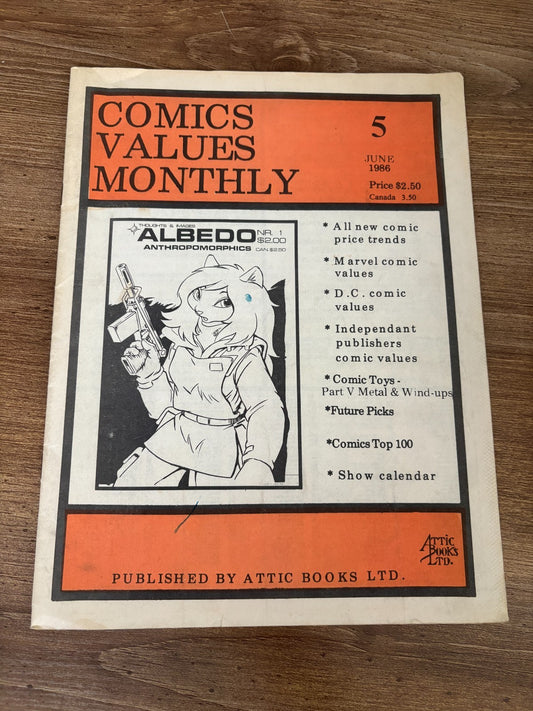 COMICS
VALUES
MONTHLY
5
JUNE
1986
Price $2.50
Canada 3.50
THOUGHTS & IMAGES
ALBEDO NR. 1
$2.00
ANTHROPOMORPHICS CAN $2.50
* All new comic
price trends
* Marvel comic
values
* D.C. comic
values
* Independant
publishers
comic values
*Comic Toys -
Part V Metal & Wind-ups
*Future Picks
*Comics Top 100
* Show calendar
ATTIC
BOOKS
LTD.
PUBLISHED BY ATTIC BOOKS LTD.